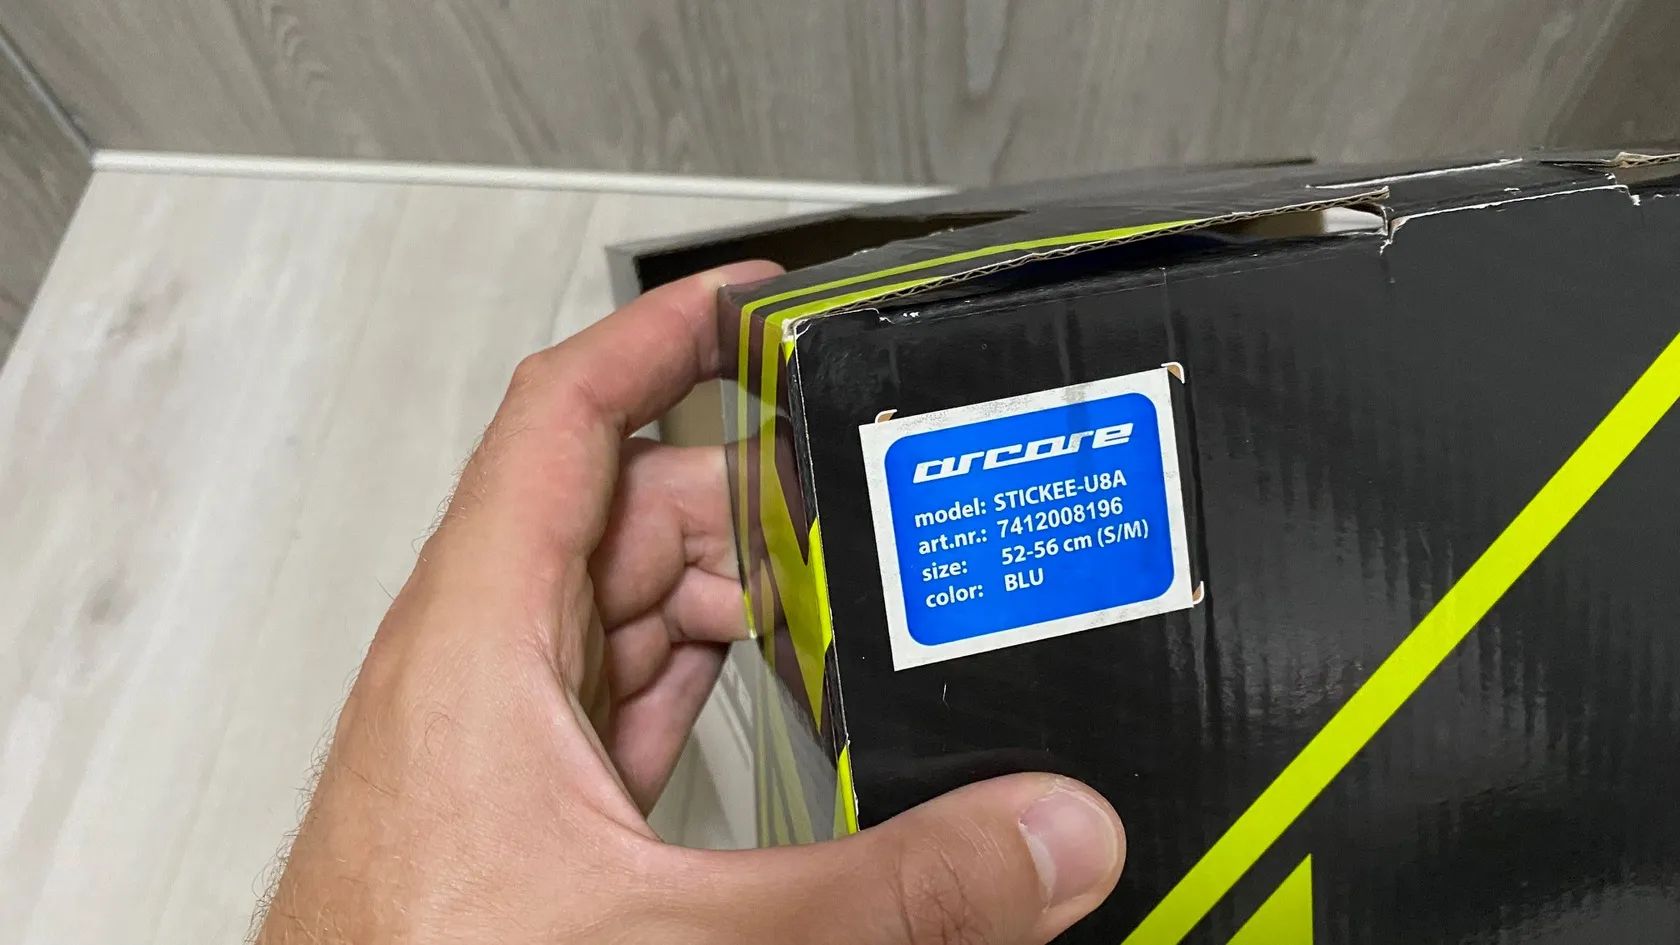 arcore
model: STICKEE-U8A
art.nr.: 7412008196
size: 52-56 cm (S/M)
color: BLU